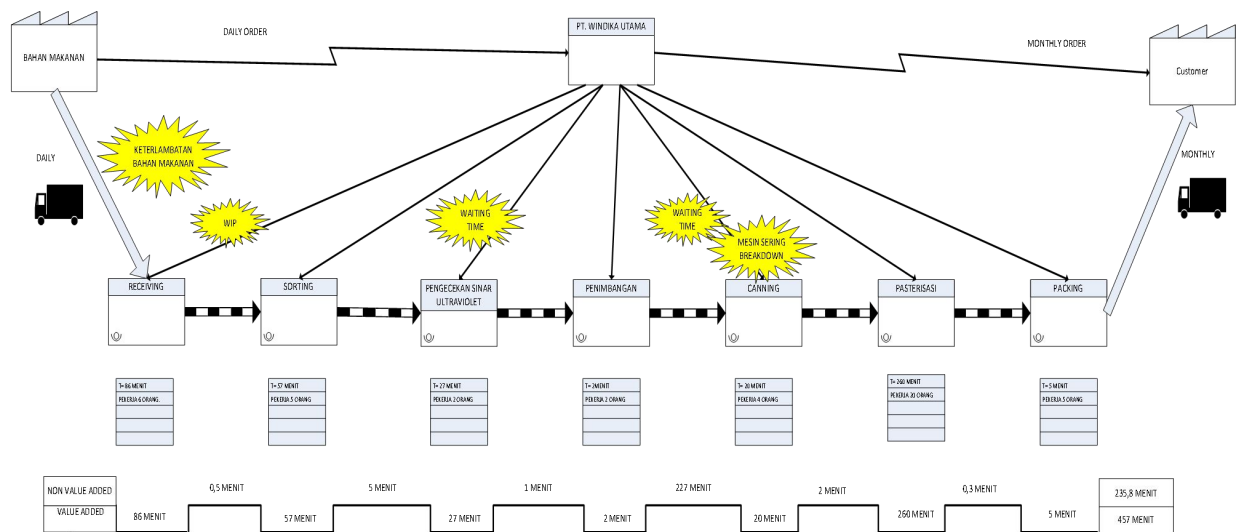 BAHAN MAKANAN
DAILY ORDER
PT. WINDIKA UTAMA
MONTHLY ORDER
Customer
DAILY
KETERLAMBATAN
BAHAN MAKANAN
WIP
WAITING
TIME
WAITING
TIME
MESIN SERING
BREAKDOWN
MONTHLY
RECEIVING
SORTING
PENGECEKAN SINAR
ULTRAVIOLET
PENIMBANGAN
CANNING
PASTERISASI
PACKING
T= 86 MENIT
PEKERJA 6 ORANG.
T= 57 MENIT
PEKERJA 5 ORANG
T= 27 MENIT
PEKERJA 2 ORANG
T= 2MENIT
PEKERJA 2 ORANG
T= 20 MENIT
PEKERJA 4 ORANG
T= 260 MENIT
PEKERJA 20 ORANG
T= 5 MENIT
PEKERJA 5 ORANG
NON VALUE ADDED
0,5 MENIT
5 MENIT
1 MENIT
227 MENIT
2 MENIT
0,3 MENIT
235,8 MENIT
VALUE ADDED
86 MENIT
57 MENIT
27 MENIT
2 MENIT
20 MENIT
260 MENIT
5 MENIT
457 MENIT